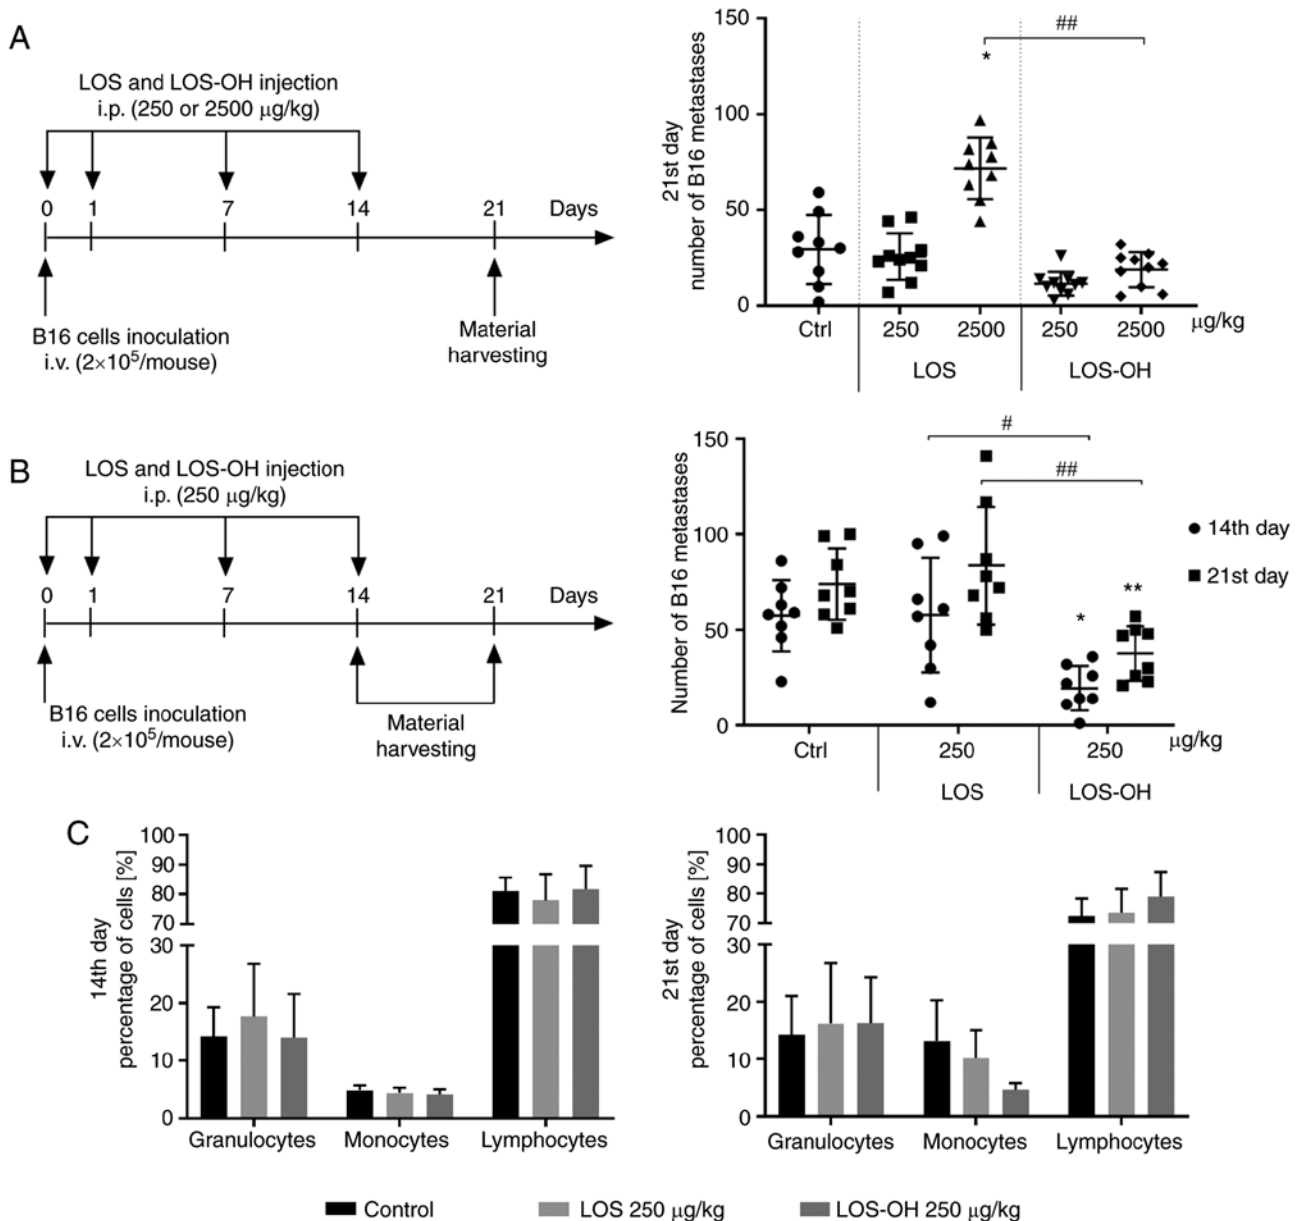 A
LOS and LOS-OH injection
i.p. (250 or 2500 μg/kg)
0 1 7 14 21 Days
B16 cells inoculation
i.v. (2×10⁵/mouse)
Material
harvesting
21st day
number of B16 metastases
150
100
50
0
*
##
Ctrl 250 2500 250 2500 μg/kg
LOS LOS-OH
B
LOS and LOS-OH injection
i.p. (250 μg/kg)
0 1 7 14 21 Days
B16 cells inoculation
i.v. (2×10⁵/mouse)
Material
harvesting
Number of B16 metastases
150
100
50
0
#
##
*
**
14th day
21st day
Ctrl 250 250 μg/kg
LOS LOS-OH
C
14th day
percentage of cells [%]
100
90
80
70
30
20
10
0
Granulocytes Monocytes Lymphocytes
21st day
percentage of cells [%]
100
90
80
70
30
20
10
0
Granulocytes Monocytes Lymphocytes
Control LOS 250 μg/kg LOS-OH 250 μg/kg